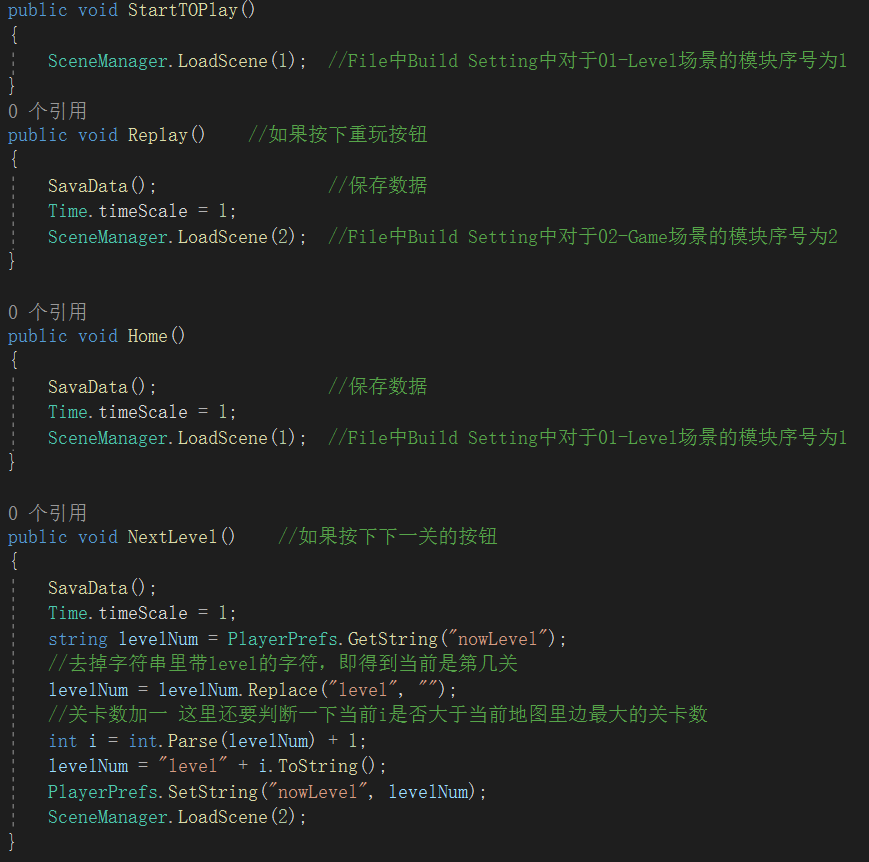 public void StartTOPlay()
{
SceneManager.LoadScene(1);  //File中Build Setting中对于01-Level场景的模块序号为1
}
0 个引用
public void Replay()    //如果按下重玩按钮
{
SavaData();                 //保存数据
Time.timeScale = 1;
SceneManager.LoadScene(2);  //File中Build Setting中对于02-Game场景的模块序号为2
}
0 个引用
public void Home()
{
SavaData();                 //保存数据
Time.timeScale = 1;
SceneManager.LoadScene(1);  //File中Build Setting中对于01-Level场景的模块序号为1
}
0 个引用
public void NextLevel()    //如果按下下一关的按钮
{
SavaData();
Time.timeScale = 1;
string levelNum = PlayerPrefs.GetString("nowLevel");
//去掉字符串里带level的字符，即得到当前是第几关
levelNum = levelNum.Replace("level", "");
//关卡数加一 这里还要判断一下当前i是否大于当前地图里边最大的关卡数
int i = int.Parse(levelNum) + 1;
levelNum = "level" + i.ToString();
PlayerPrefs.SetString("nowLevel", levelNum);
SceneManager.LoadScene(2);
}